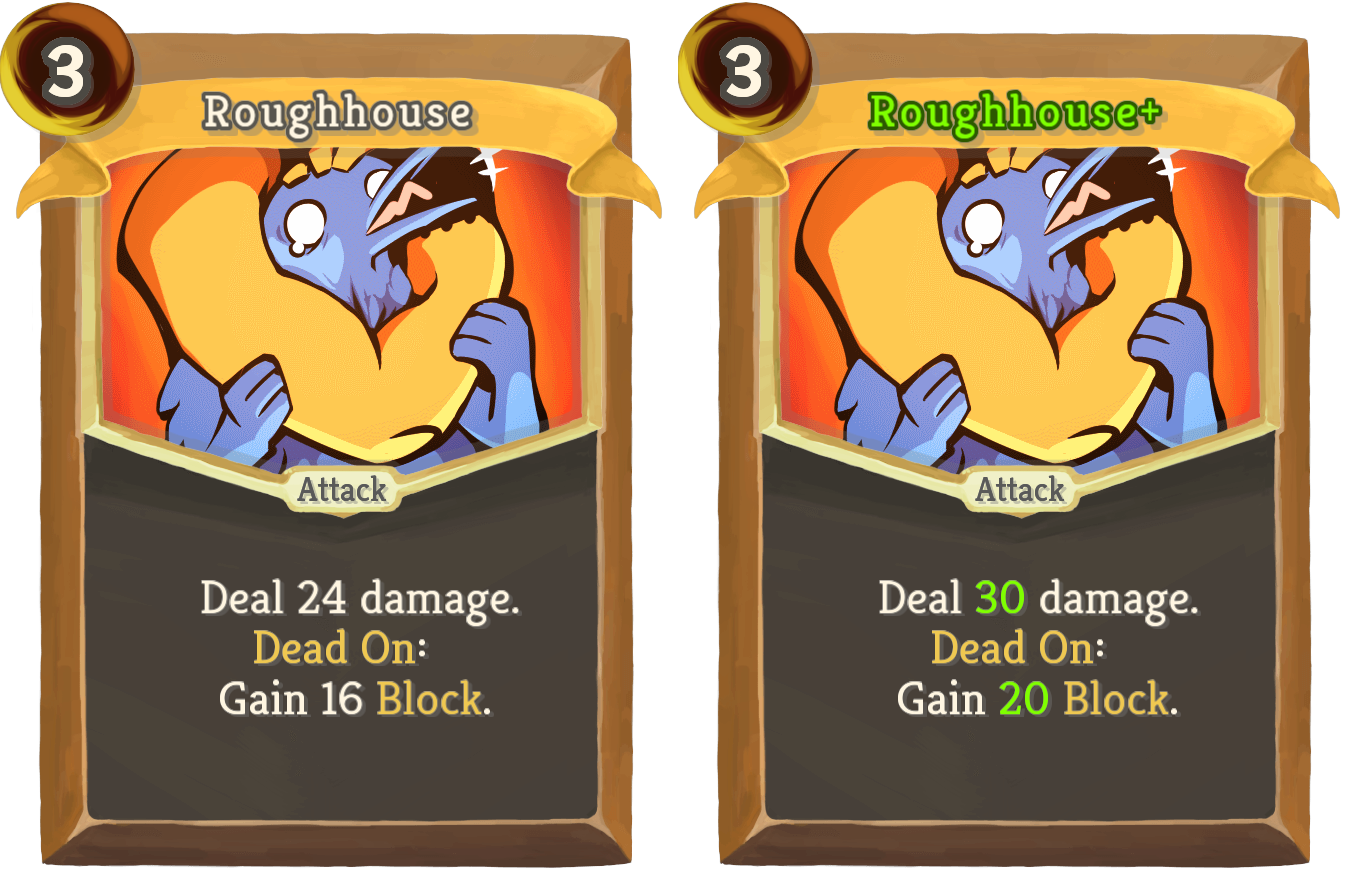 3
Roughhouse
Attack
Deal 24 damage.
Dead On:
Gain 16 Block.
3
Roughhouse+
Attack
Deal 30 damage.
Dead On:
Gain 20 Block.